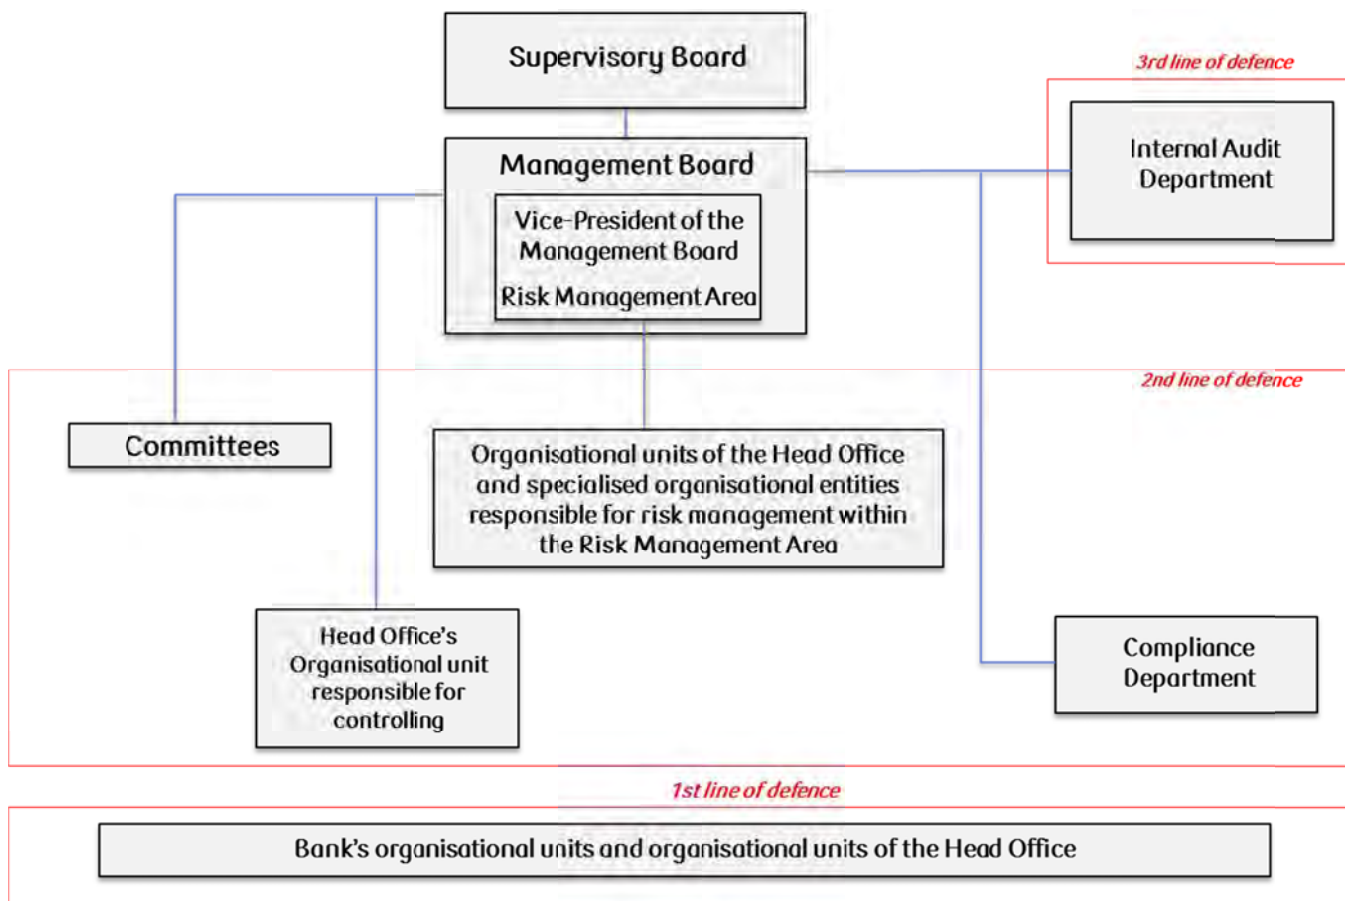 Supervisory Board
3rd line of defence
Internal Audit
Department
Management Board
Vice-President of the
Management Board
Risk Management Area
2nd line of defence
Committees
Organisational units of the Head Office
and specialised organisational entities
responsible for risk management within
the Risk Management Area
Head Office's
Organisational unit
responsible for
controlling
Compliance
Department
1st line of defence
Bank's organisational units and organisational units of the Head Office